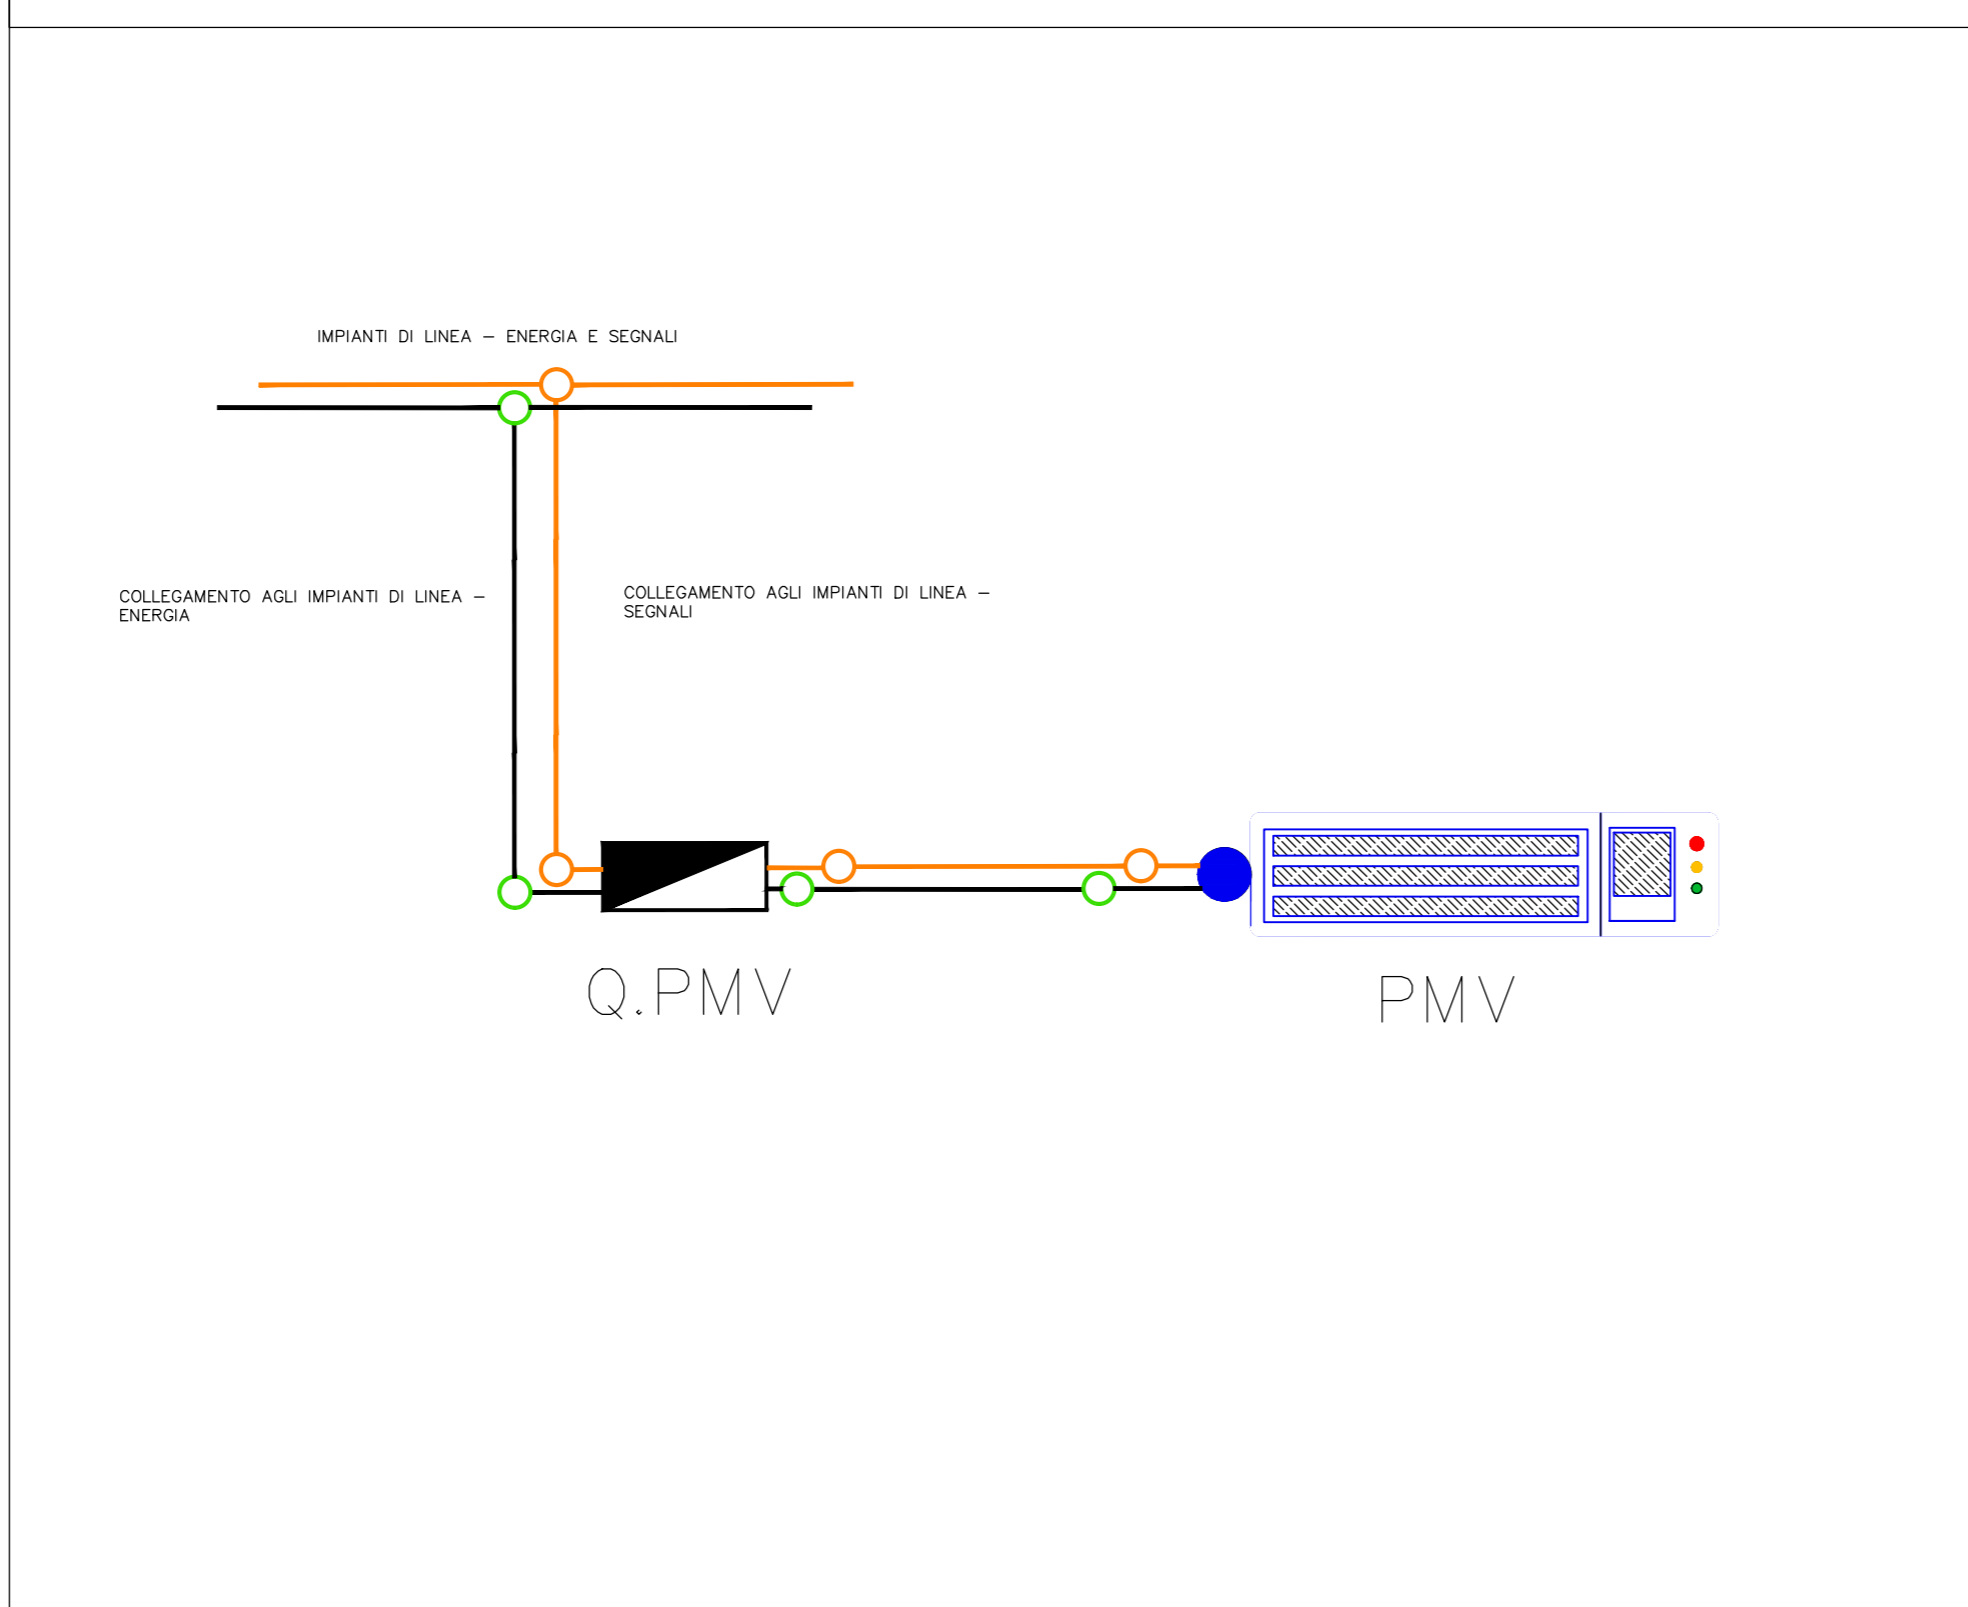 IMPIANTI DI LINEA – ENERGIA E SEGNALI
COLLEGAMENTO AGLI IMPIANTI DI LINEA –
ENERGIA
COLLEGAMENTO AGLI IMPIANTI DI LINEA –
SEGNALI
Q.PMV
PMV